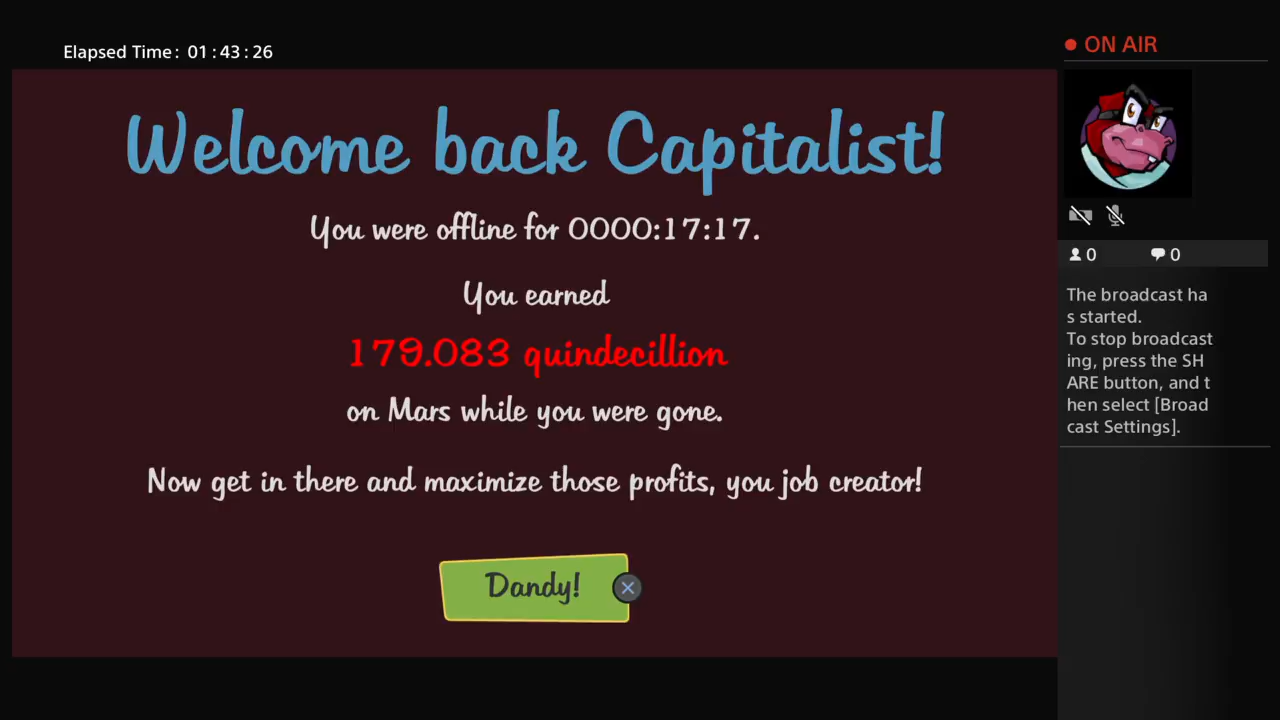 Elapsed Time: 01:43:26
ON AIR
Welcome back Capitalist!
You were offline for 0000:17:17.
You earned
179.083 quindecillion
on Mars while you were gone.
Now get in there and maximize those profits, you job creator!
Dandy!
0 0
The broadcast ha
s started.
To stop broadcast
ing, press the SH
ARE button, and t
hen select [Broad
cast Settings].